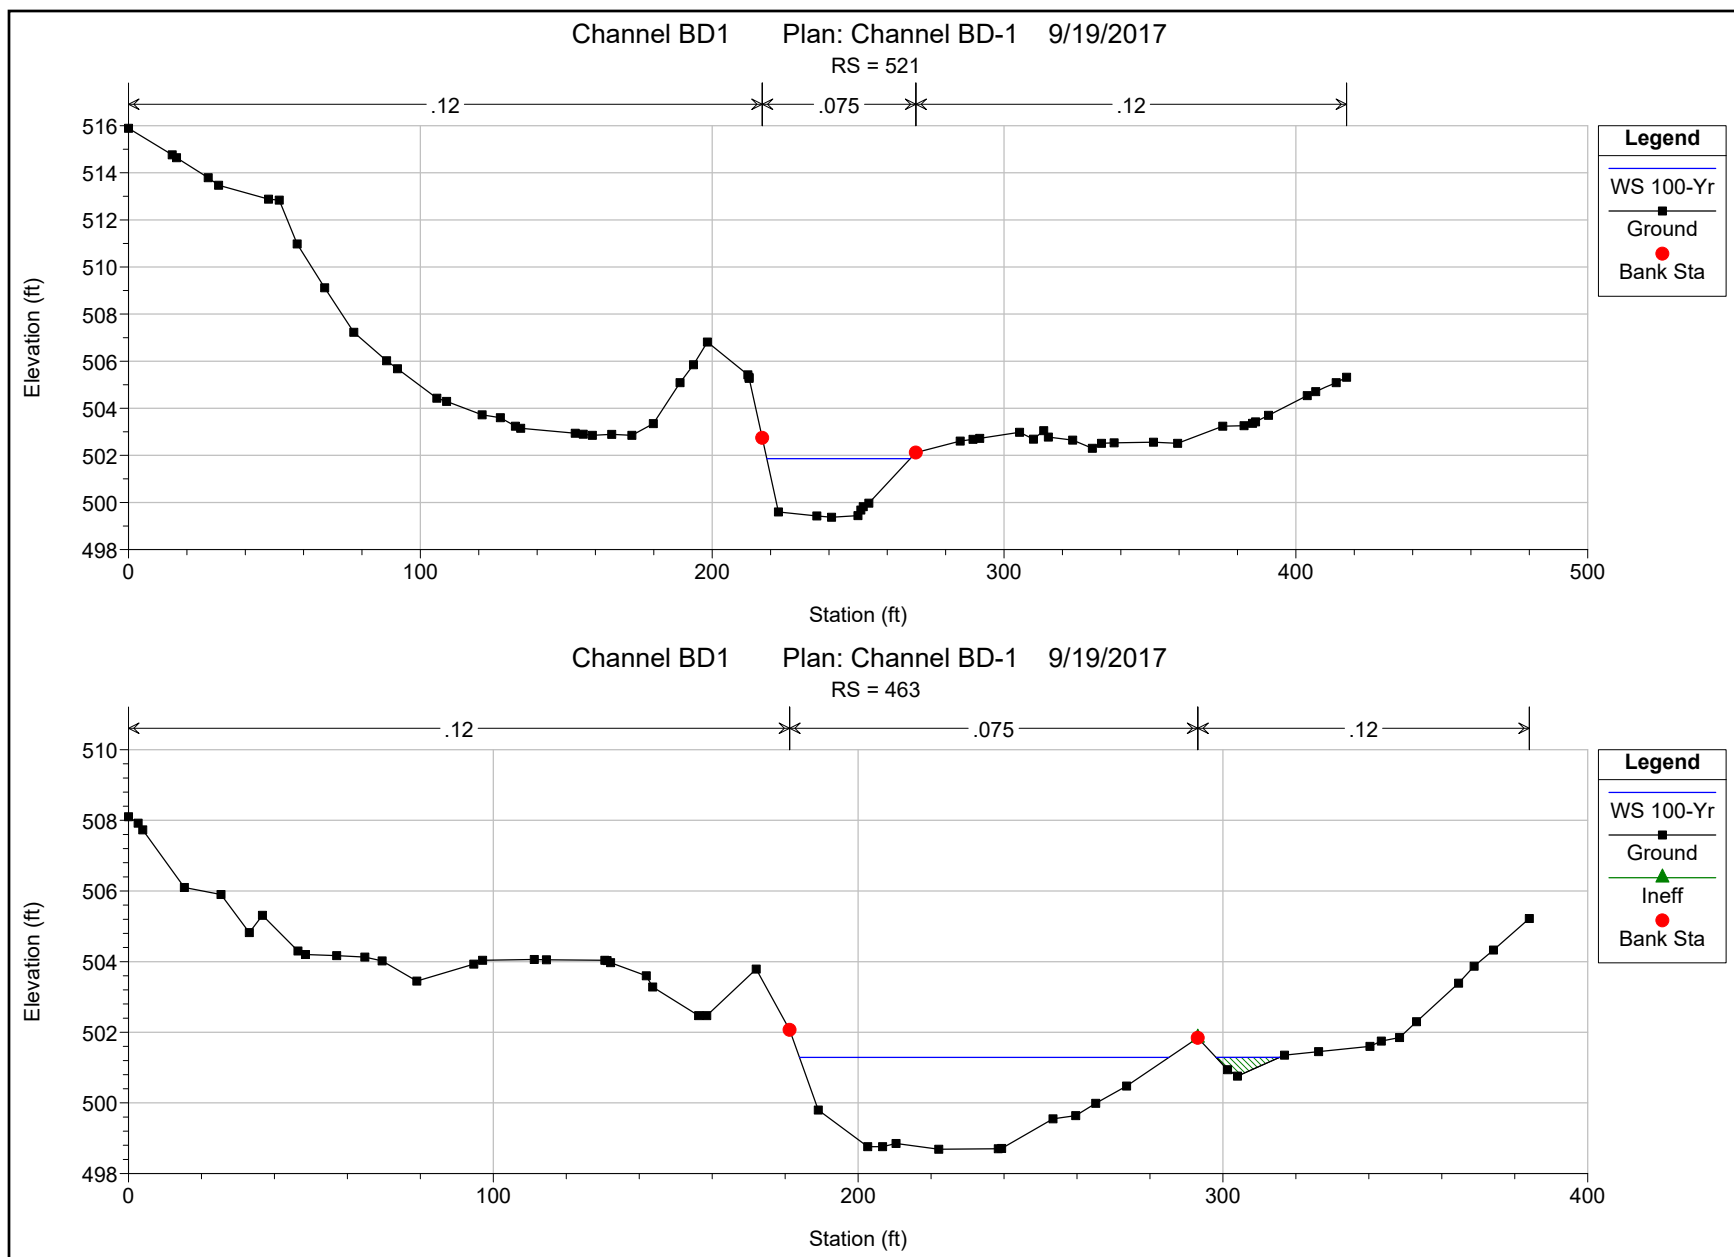 Channel BD1 Plan: Channel BD-1 9/19/2017
RS = 521
.12 .075 .12
516
514
512
510
508
506
504
502
500
498
Elevation (ft)
0 100 200 300 400 500
Station (ft)
Legend
WS 100-Yr
Ground
Bank Sta
Channel BD1 Plan: Channel BD-1 9/19/2017
RS = 463
.12 .075 .12
510
508
506
504
502
500
498
Elevation (ft)
0 100 200 300 400
Station (ft)
Legend
WS 100-Yr
Ground
Ineff
Bank Sta